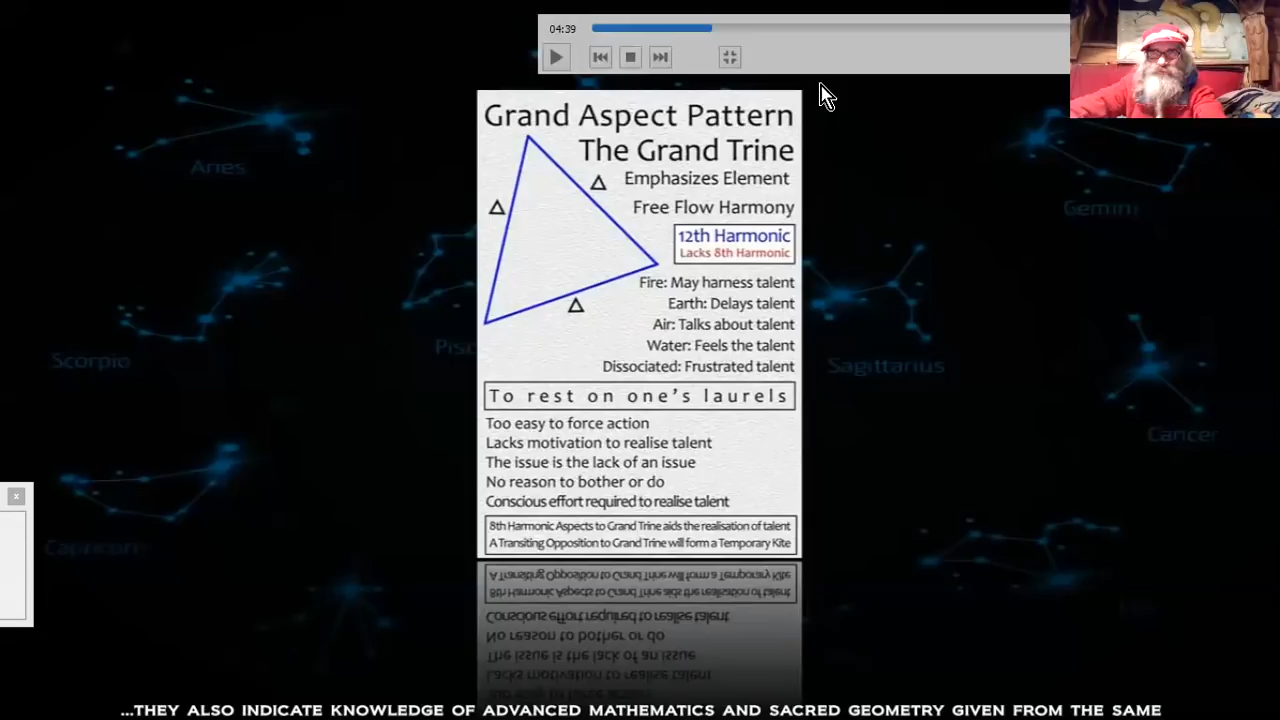 04:39
Grand Aspect Pattern
The Grand Trine
Emphasizes Element
Free Flow Harmony
12th Harmonic
Lacks 8th Harmonic
Fire: May harness talent
Earth: Delays talent
Air: Talks about talent
Water: Feels the talent
Dissociated: Frustrated talent
To rest on one's laurels
Too easy to force action
Lacks motivation to realise talent
The issue is the lack of an issue
No reason to bother or do
Conscious effort required to realise talent
8th Harmonic Aspects to Grand Trine aids the realisation of talent
A Transiting Opposition to Grand Trine will form a Temporary Kite
Aries
Gemini
Scorpio
Pisc
Sagittarius
Cancer
Capricorn
...THEY ALSO INDICATE KNOWLEDGE OF ADVANCED MATHEMATICS AND SACRED GEOMETRY GIVEN FROM THE SAME